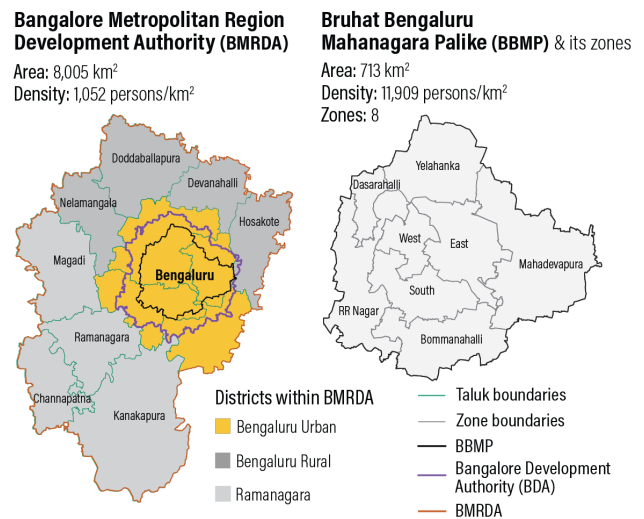 Bangalore Metropolitan Region
Development Authority (BMRDA)
Area: 8,005 km²
Density: 1,052 persons/km²
Doddaballapura
Devanahalli
Nelamangala
Hosakote
Magadi
Bengaluru
Ramanagara
Channapatna
Kanakapura
Districts within BMRDA
Bengaluru Urban
Bengaluru Rural
Ramanagara
Bruhat Bengaluru
Mahanagara Palike (BBMP) & its zones
Area: 713 km²
Density: 11,909 persons/km²
Zones: 8
Yelahanka
Dasarahalli
West
East
Mahadevapura
South
RR Nagar
Bommanahalli
Taluk boundaries
Zone boundaries
BBMP
Bangalore Development
Authority (BDA)
BMRDA